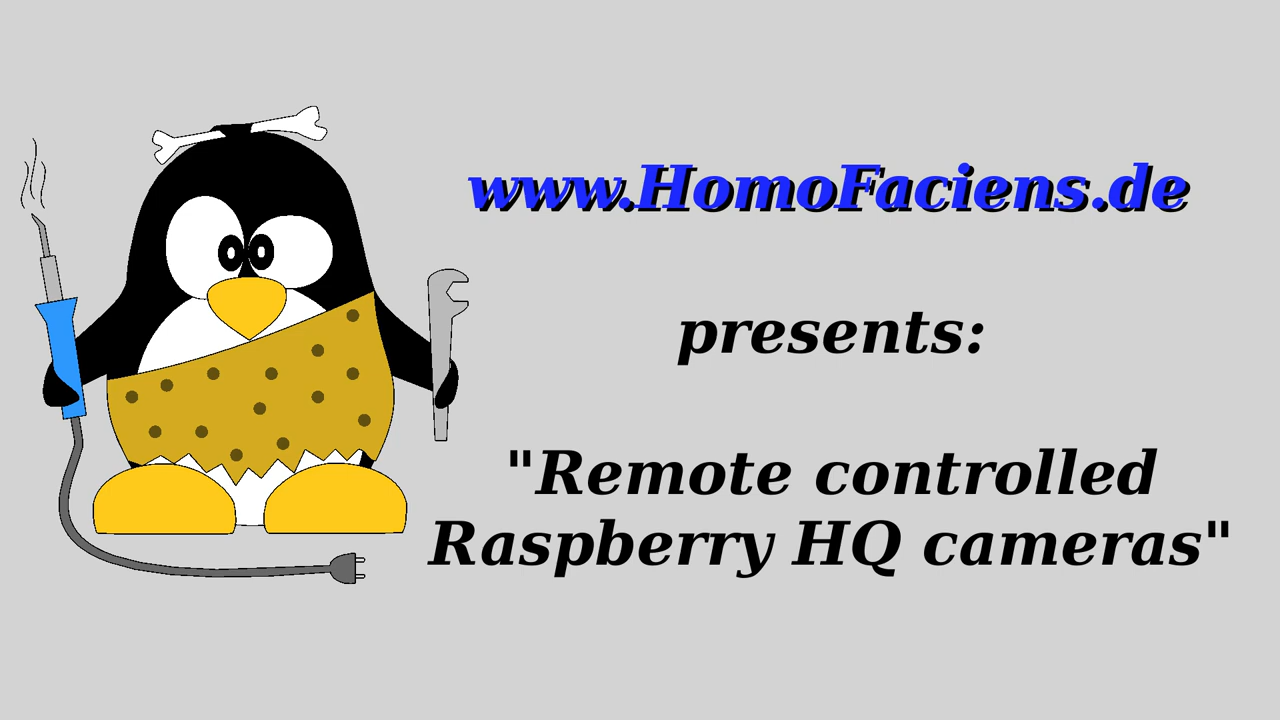 www.HomoFaciens.de
presents:
"Remote controlled
Raspberry HQ cameras"